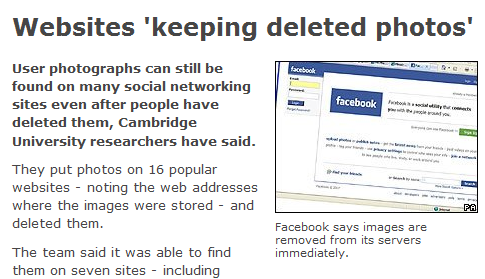 Websites 'keeping deleted photos'
User photographs can still be
found on many social networking
sites even after people have
deleted them, Cambridge
University researchers have said.
They put photos on 16 popular
websites - noting the web addresses
where the images were stored - and
deleted them.
The team said it was able to find
them on seven sites - including
facebook
facebook
Facebook is a social utility that connects
you with the people around you.
PA
Facebook says images are
removed from its servers
immediately.